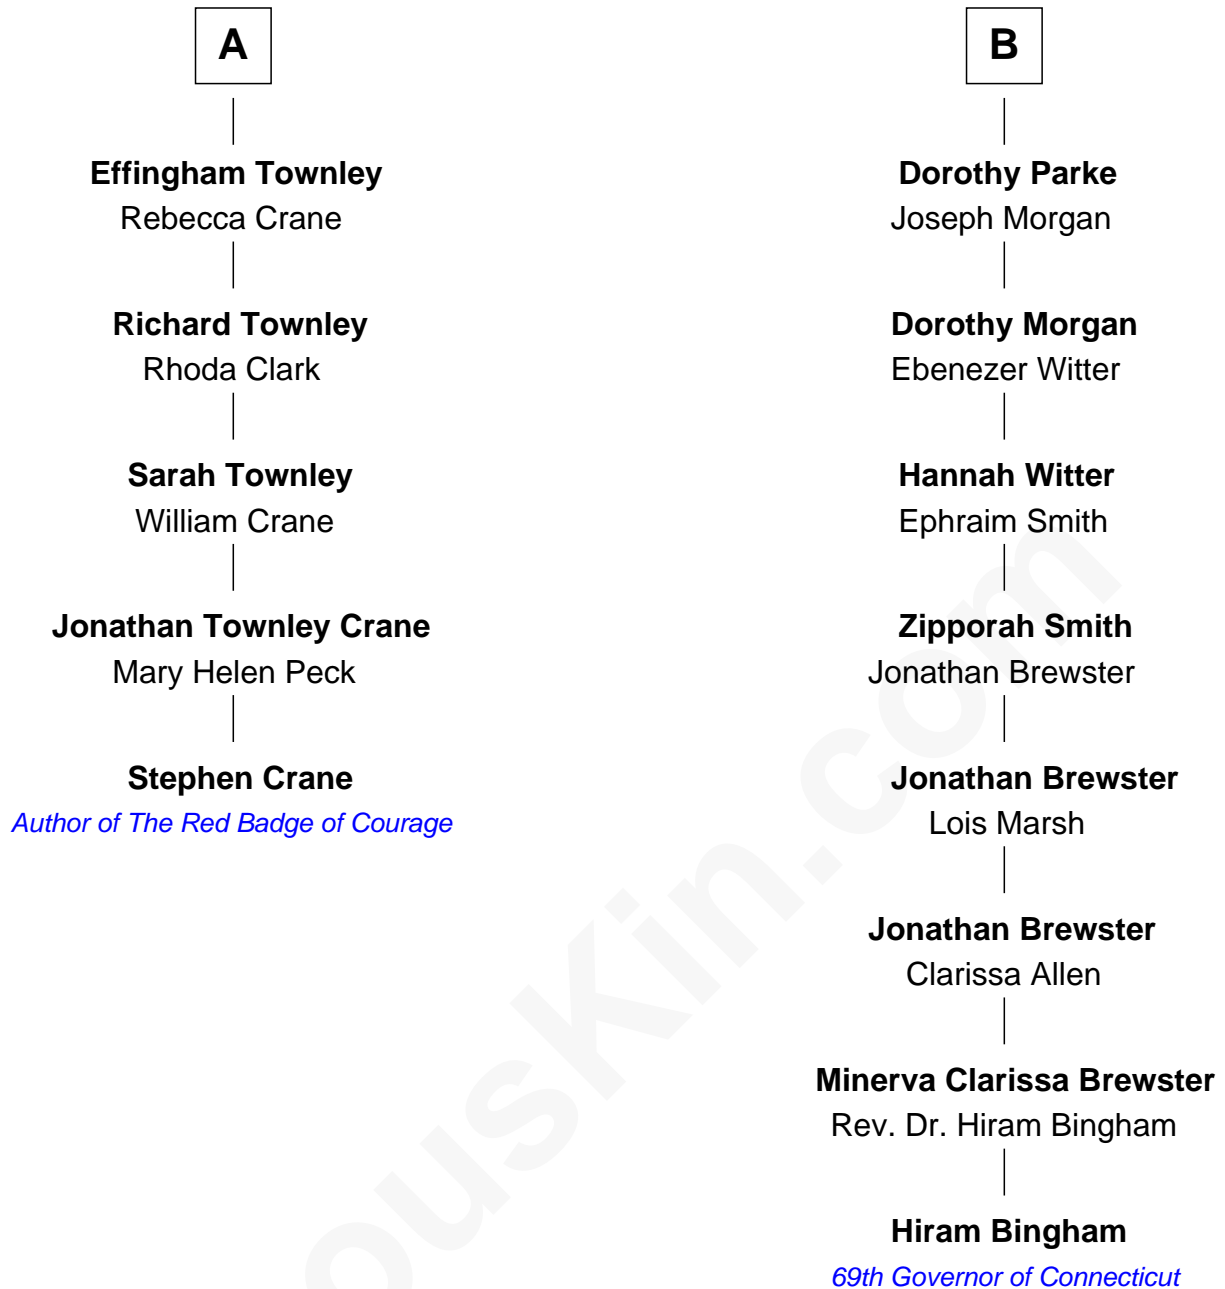 A
Effingham Townley
Rebecca Crane
Richard Townley
Rhoda Clark
Sarah Townley
William Crane
Jonathan Townley Crane
Mary Helen Peck
Stephen Crane
Author of The Red Badge of Courage
B
Dorothy Parke
Joseph Morgan
Dorothy Morgan
Ebenezer Witter
Hannah Witter
Ephraim Smith
Zipporah Smith
Jonathan Brewster
Jonathan Brewster
Lois Marsh
Jonathan Brewster
Clarissa Allen
Minerva Clarissa Brewster
Rev. Dr. Hiram Bingham
Hiram Bingham
69th Governor of Connecticut
ousKin.com